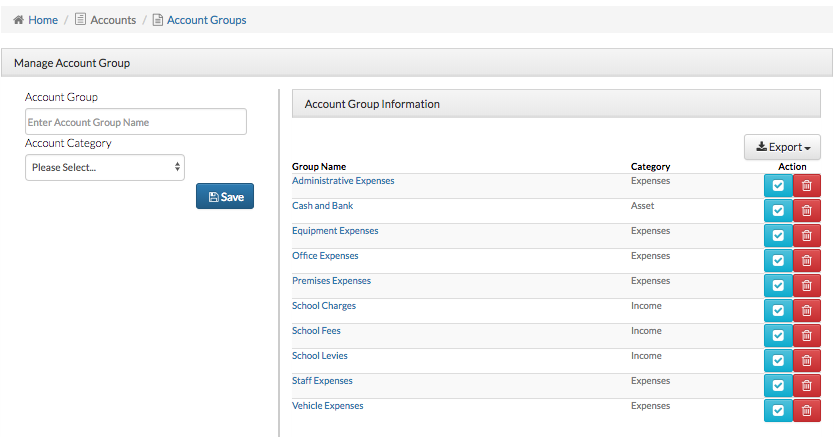 Home / Accounts / Account Groups
Manage Account Group
Account Group
Enter Account Group Name
Account Category
Please Select...
Save
Account Group Information
Export
Group Name Category Action
Administrative Expenses Expenses
Cash and Bank Asset
Equipment Expenses Expenses
Office Expenses Expenses
Premises Expenses Expenses
School Charges Income
School Fees Income
School Levies Income
Staff Expenses Expenses
Vehicle Expenses Expenses